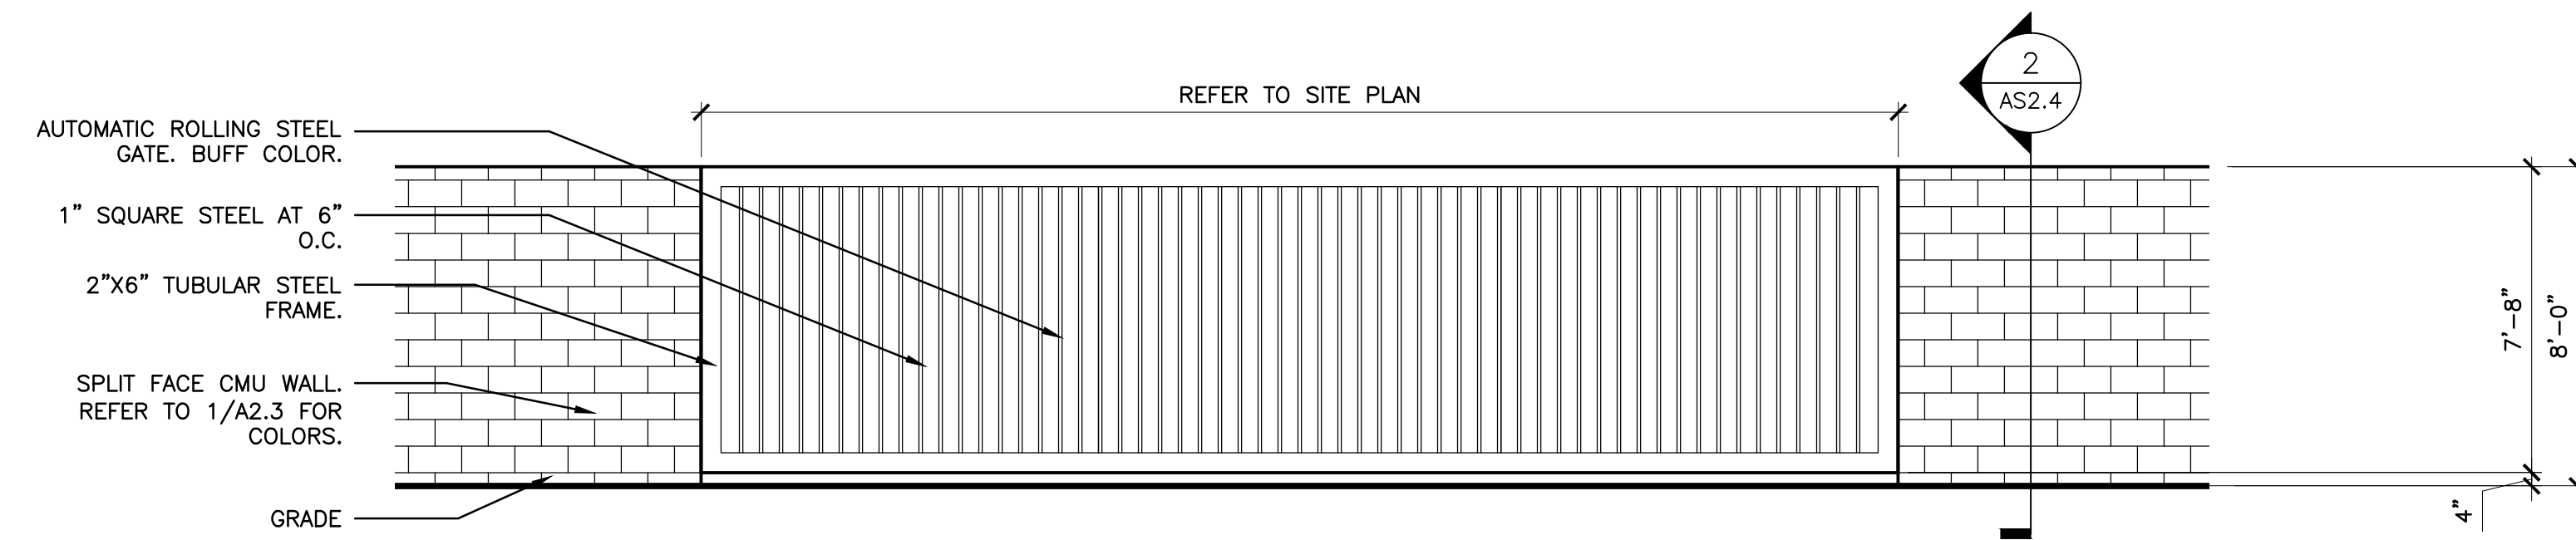 2
AS2.4
REFER TO SITE PLAN
AUTOMATIC ROLLING STEEL
GATE. BUFF COLOR.
1" SQUARE STEEL AT 6"
O.C.
2"X6" TUBULAR STEEL
FRAME.
SPLIT FACE CMU WALL.
REFER TO 1/A2.3 FOR
COLORS.
GRADE
7'-8"
8'-0"
4"